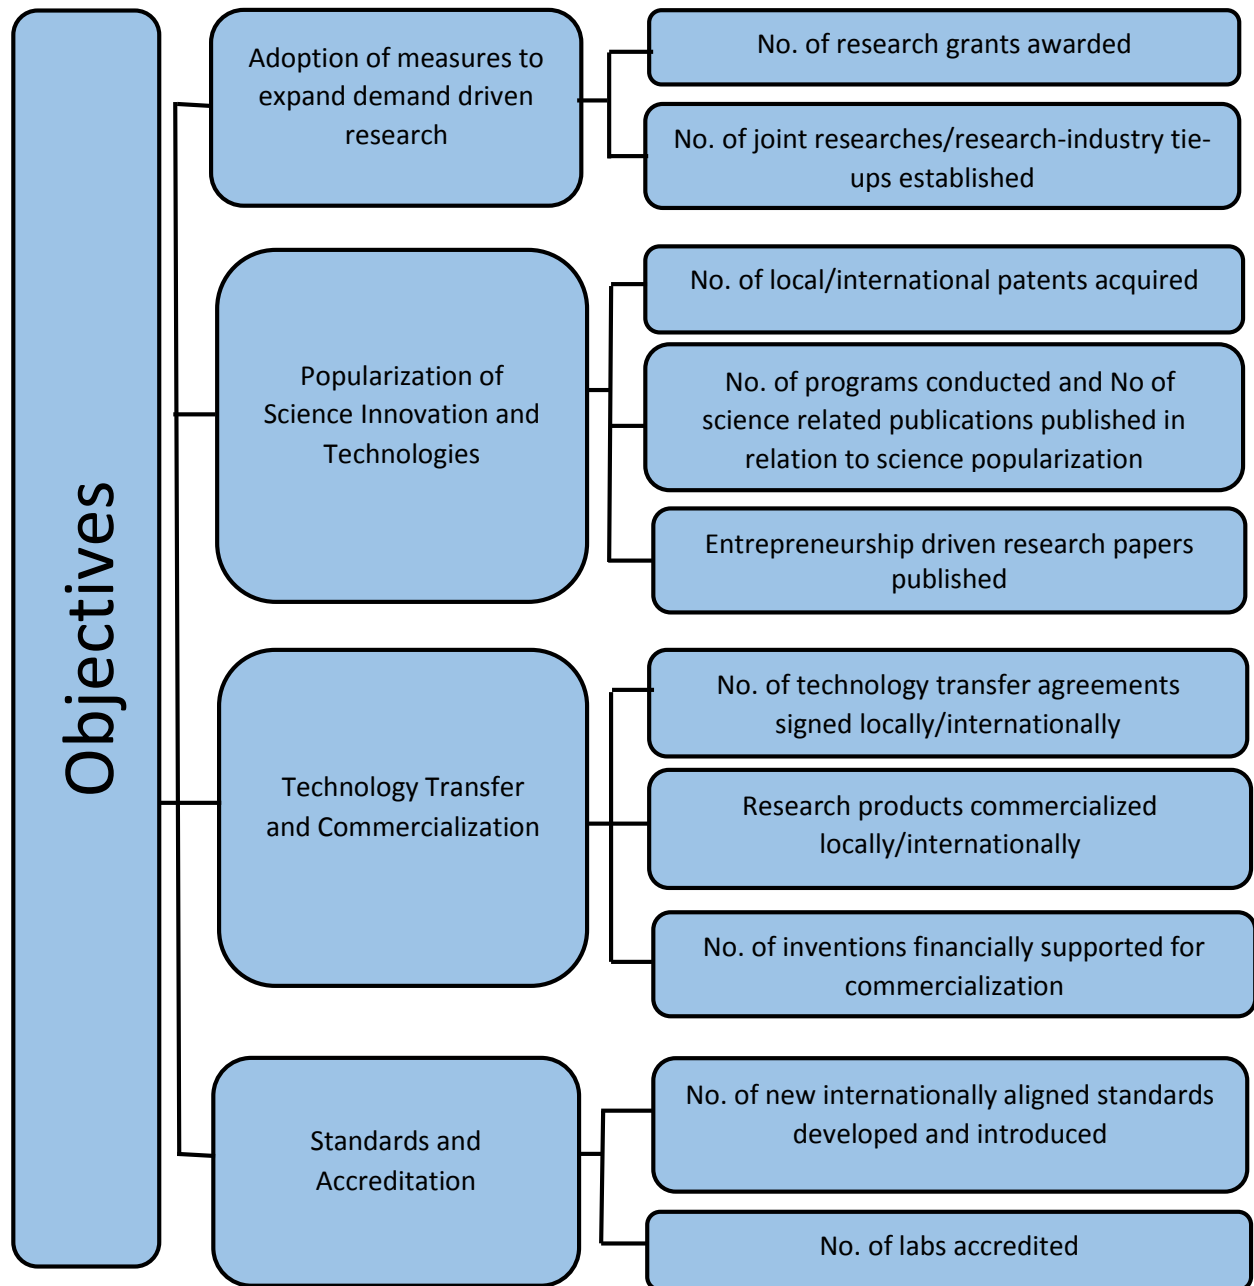 Objectives
Adoption of measures to
expand demand driven
research
No. of research grants awarded
No. of joint researches/research-industry tie-
ups established
Popularization of
Science Innovation and
Technologies
No. of local/international patents acquired
No. of programs conducted and No of
science related publications published in
relation to science popularization
Entrepreneurship driven research papers
published
Technology Transfer
and Commercialization
No. of technology transfer agreements
signed locally/internationally
Research products commercialized
locally/internationally
No. of inventions financially supported for
commercialization
Standards and
Accreditation
No. of new internationally aligned standards
developed and introduced
No. of labs accredited